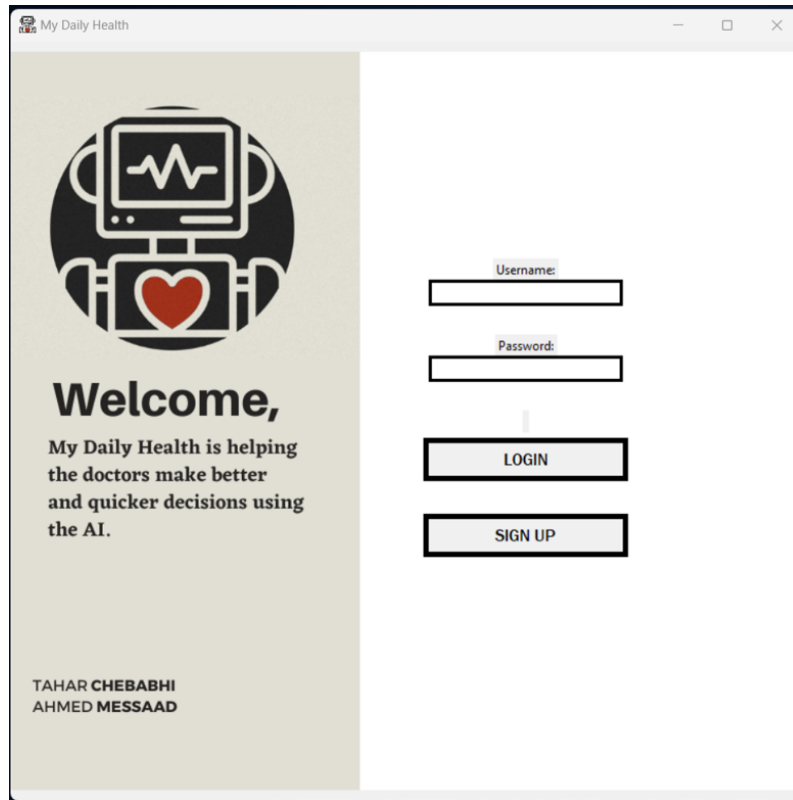 My Daily Health
Welcome,
My Daily Health is helping
the doctors make better
and quicker decisions using
the AI.
TAHAR CHEBABHI
AHMED MESSAAD
Username:
Password:
LOGIN
SIGN UP